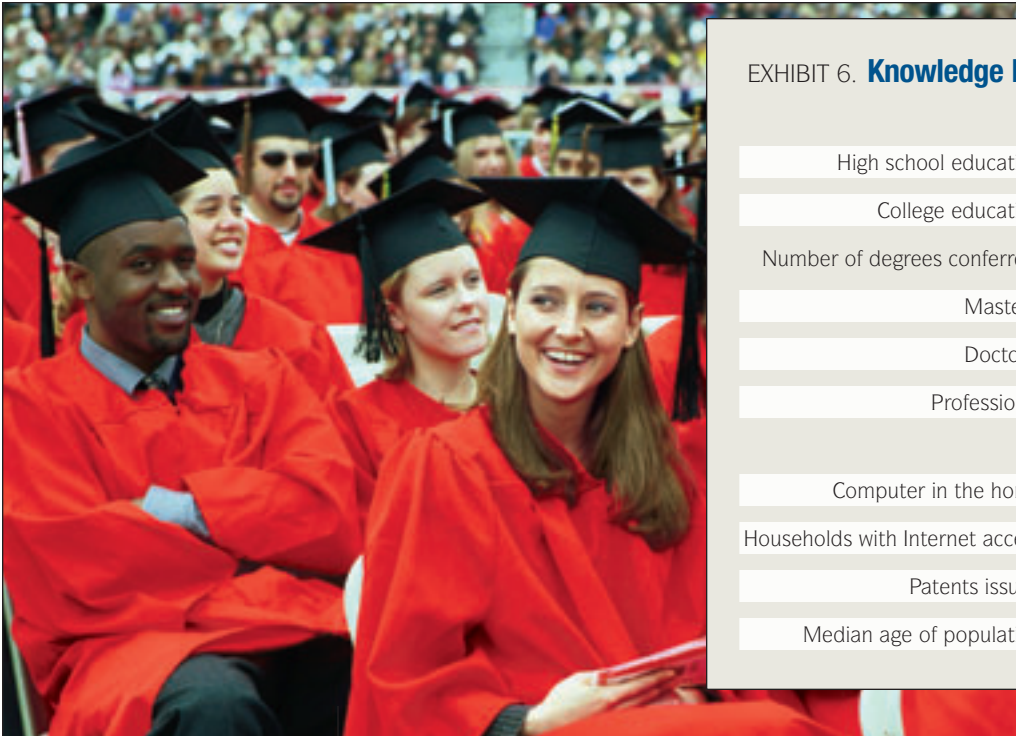 EXHIBIT 6. Knowledge
High school educat
College educat
Number of degrees conferr
Maste
Docto
Professio
Computer in the ho
Households with Internet acc
Patents issu
Median age of populat